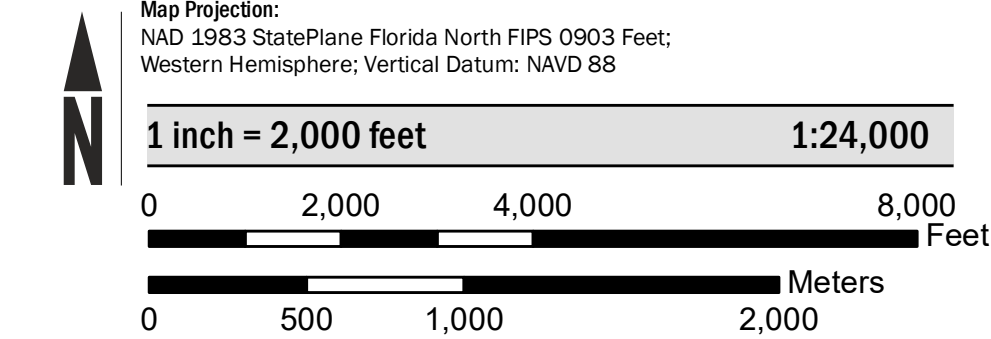 Map Projection:
NAD 1983 StatePlane Florida North FIPS 0903 Feet;
Western Hemisphere; Vertical Datum: NAVD 88
N
1 inch = 2,000 feet 1:24,000
0 2,000 4,000 8,000
Feet
Meters
0 500 1,000 2,000